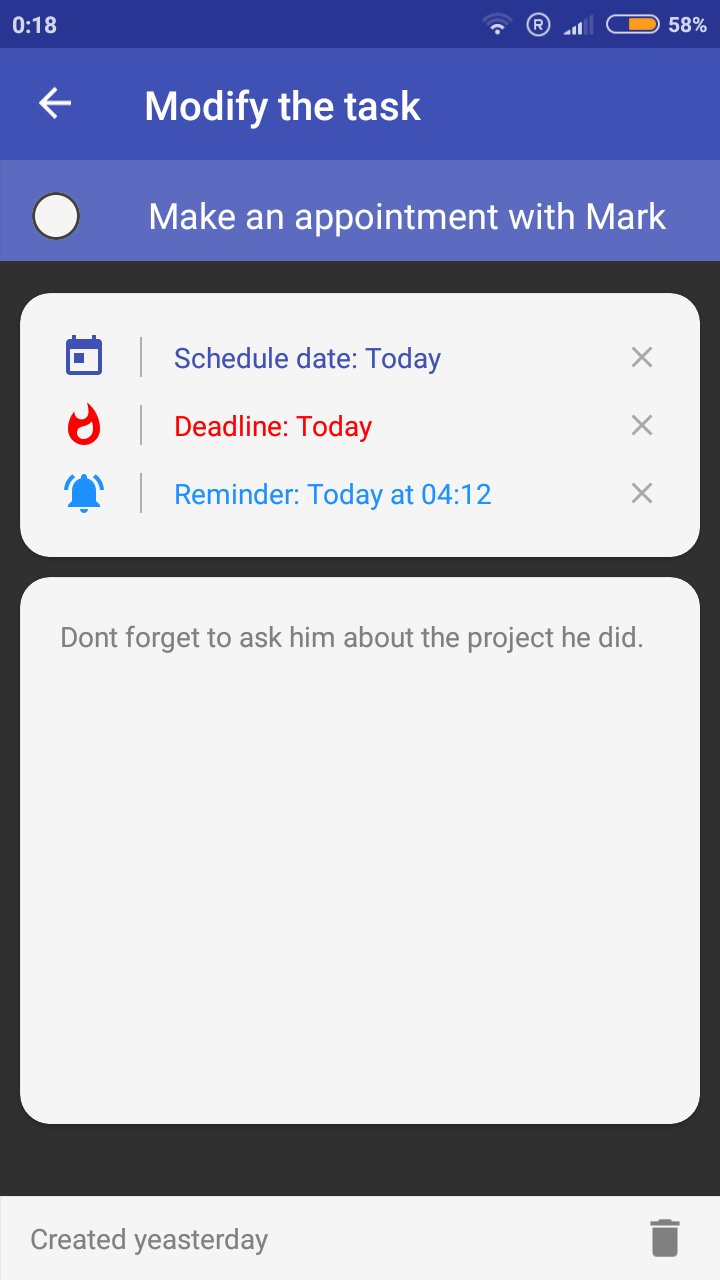 0:18 R 58%
Modify the task
Make an appointment with Mark
Schedule date: Today
Deadline: Today
Reminder: Today at 04:12
Dont forget to ask him about the project he did.
Created yeasterday